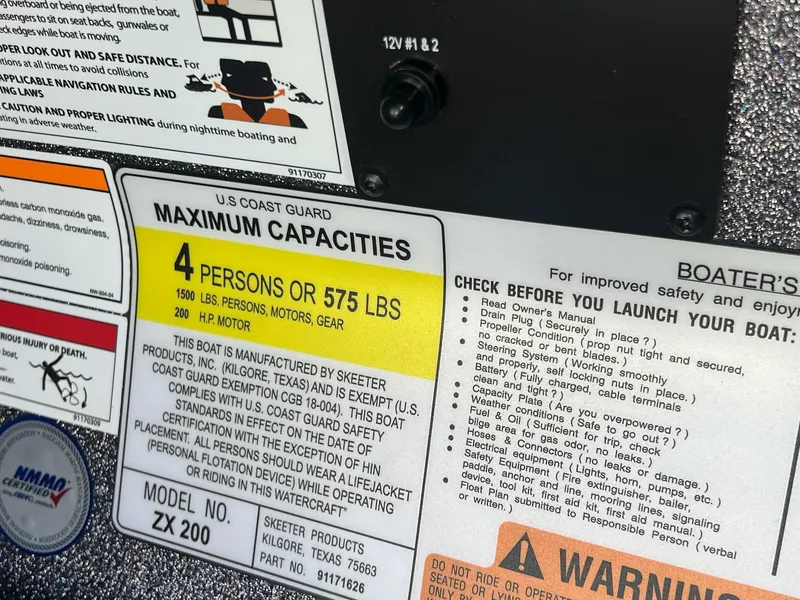 g overboard or being ejected from the boat,
ssengers to sit on seat backs, gunwales or
eck edges while boat is moving.
OPER LOOK OUT AND SAFE DISTANCE. For
itions at all times to avoid collisions
APPLICABLE NAVIGATION RULES AND
ING LAWS
CAUTION AND PROPER LIGHTING during nighttime boating and
ating in adverse weather.
91170307
12V #1 & 2
orless carbon monoxide gas.
dache, dizziness, drowsiness,
oisoning.
monoxide poisoning.
RIOUS INJURY OR DEATH.
boat,
water.
91170309
NMMA
CERTIFIED
U.S COAST GUARD
MAXIMUM CAPACITIES
4 PERSONS OR 575 LBS
1500 LBS. PERSONS, MOTORS, GEAR
200 H.P. MOTOR
THIS BOAT IS MANUFACTURED BY SKEETER
PRODUCTS, INC. (KILGORE, TEXAS) AND IS EXEMPT (U.S.
COAST GUARD EXEMPTION CGB 18-004). THIS BOAT
COMPLIES WITH U.S. COAST GUARD SAFETY
STANDARDS IN EFFECT ON THE DATE OF
CERTIFICATION WITH THE EXCEPTION OF HIN
PLACEMENT. ALL PERSONS SHOULD WEAR A LIFEJACKET
(PERSONAL FLOTATION DEVICE) WHILE OPERATING
OR RIDING IN THIS WATERCRAFT"
MODEL NO.
ZX 200
SKEETER PRODUCTS
KILGORE, TEXAS 75663
PART NO. 91171626
BOATER'S
For improved safety and enjoy
CHECK BEFORE YOU LAUNCH YOUR BOAT:
• Read Owner's Manual
• Drain Plug (Securely in place?)
• Propeller Condition (prop nut tight and secured,
no cracked or bent blades.)
• Steering System (Working smoothly
and properly, self locking nuts in place.)
• Battery (Fully charged, cable terminals
clean and tight?)
• Capacity Plate (Are you overpowered?)
• Weather conditions (Safe to go out?)
• Fuel & Oil (Sufficient for trip, check
bilge area for gas odor, no leaks.)
• Hoses & Connectors (no leaks or damage.)
• Electrical equipment (Lights, horn, pumps, etc.)
• Safety Equipment (Fire extinguisher, bailer,
paddle, anchor and line, mooring lines, signaling
device, tool kit, first aid kit, first aid manual.)
• Float Plan submitted to Responsible Person (verbal
or written.)
WARNING
DO NOT RIDE OR OPERAT
SEATED OR LYING
ONLY BY